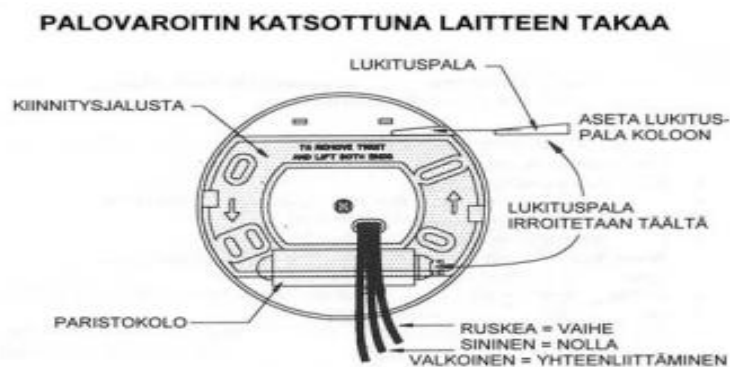 PALOVAROITIN KATSOTTUNA LAITTEEN TAKAA
LUKITUSPALA
KIINNITYSJALUSTA
ASETA LUKITUS-
PALA KOLOON
TO REMOVE TWIST
AND LIFT BOTH ENDS
LUKITUSPALA
IRROITETAAN TÄÄLTÄ
PARISTOKOLO
RUSKEA = VAIHE
SININEN = NOLLA
VALKOINEN = YHTEENLIITTÄMINEN